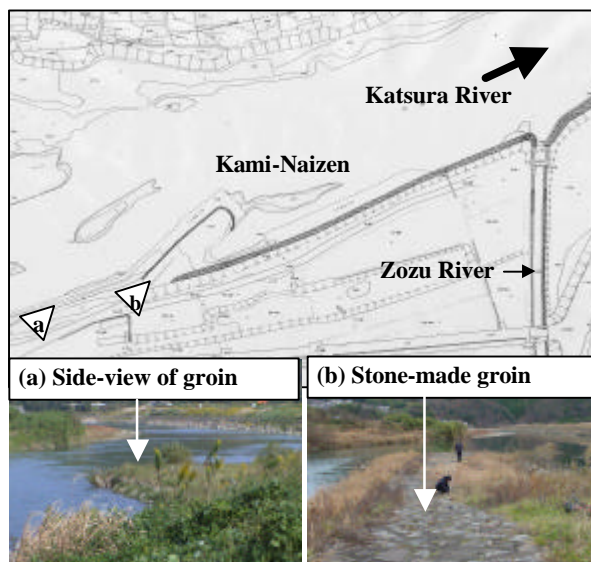 Katsura River
Kami-Naizen
Zozu River
b
a
(a) Side-view of groin
(b) Stone-made groin